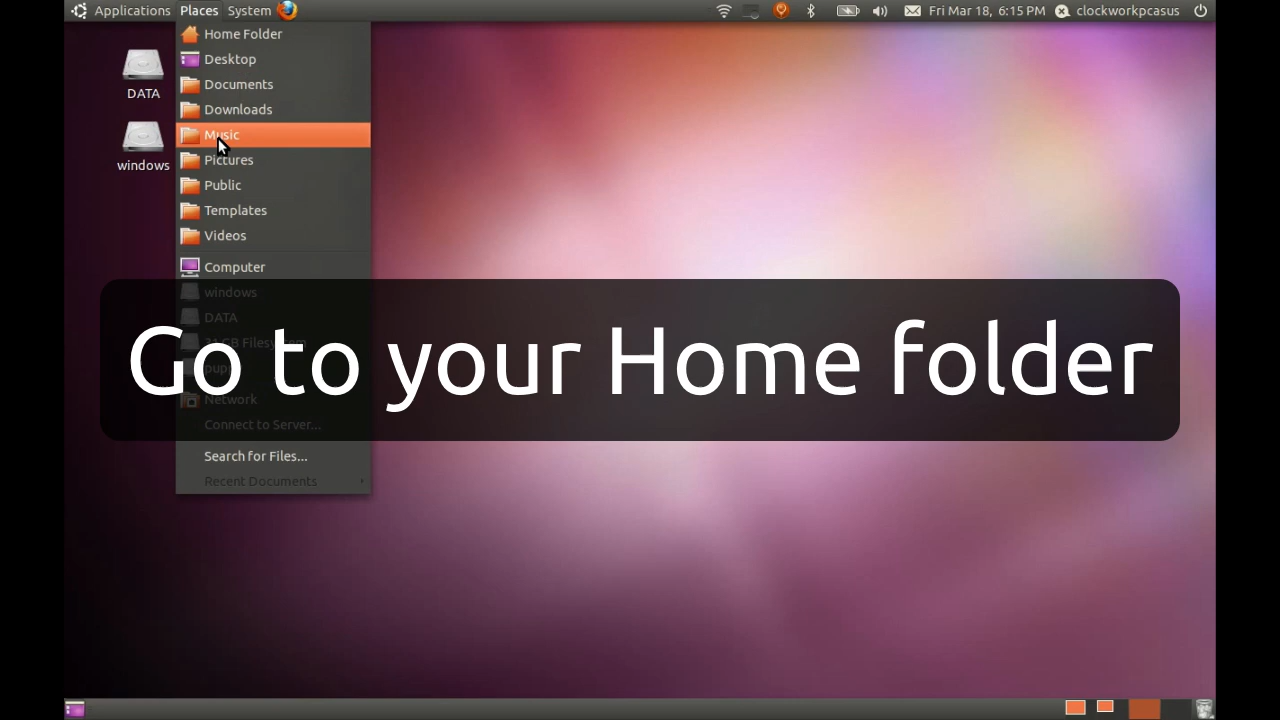 Applications Places System
Fri Mar 18, 6:15 PM clockworkpcasus
Home Folder
Desktop
DATA
Documents
Downloads
Music
windows
Pictures
Public
Templates
Videos
Computer
windows
DATA
Go to your Home folder
Network
Connect to Server...
Search for Files...
Recent Documents